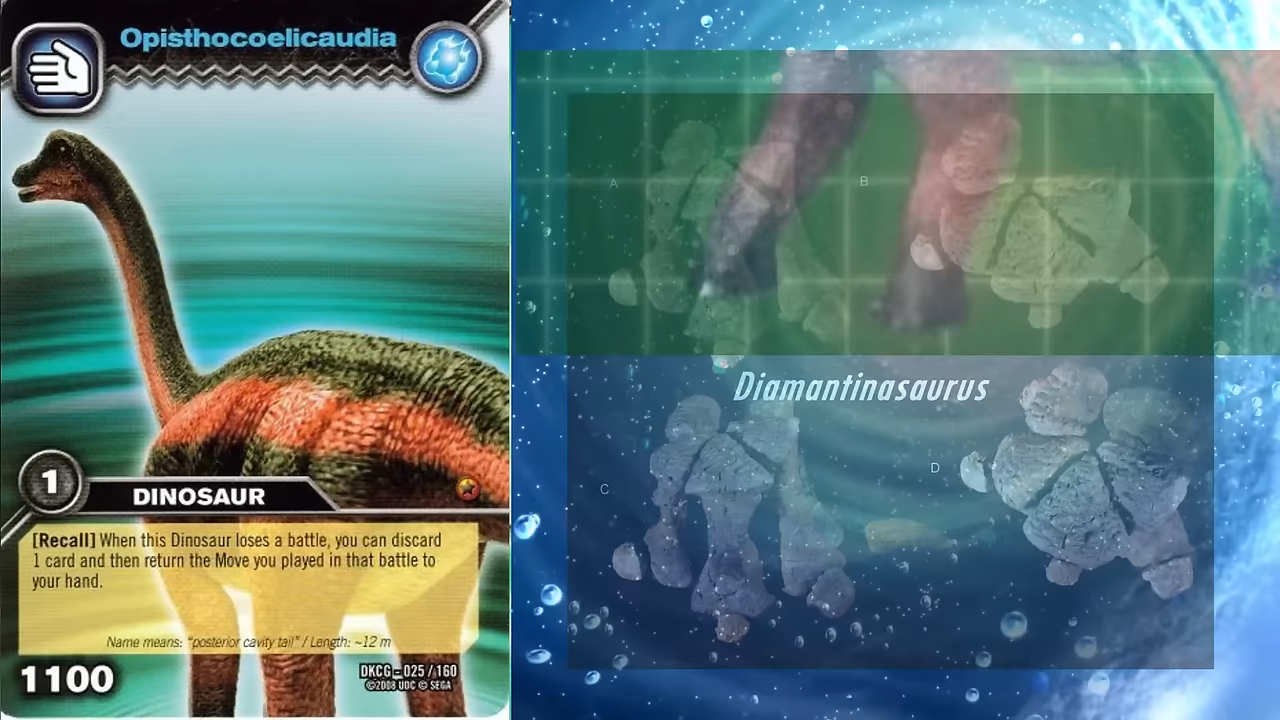 Opisthocoelicaudia
1
DINOSAUR
[Recall] When this Dinosaur loses a battle, you can discard
1 card and then return the Move you played in that battle to
your hand.
Name means: "posterior cavity tail" / Length: ~12 m
1100
DKCG - 025/160
©2008 UDC © SEGA
A
B
Diamantinasaurus
C
D